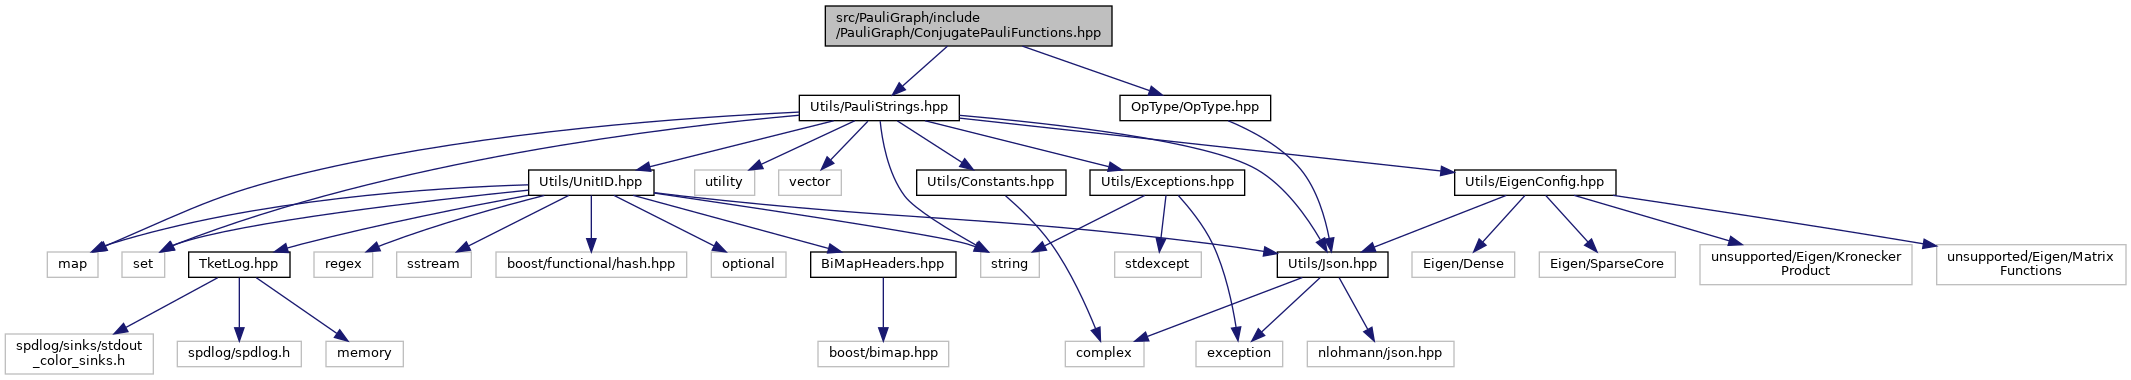 src/PauliGraph/include
/PauliGraph/ConjugatePauliFunctions.hpp
Utils/PauliStrings.hpp
OpType/OpType.hpp
Utils/UnitID.hpp
utility
vector
Utils/Constants.hpp
Utils/Exceptions.hpp
Utils/EigenConfig.hpp
map
set
TketLog.hpp
regex
sstream
boost/functional/hash.hpp
optional
BiMapHeaders.hpp
string
stdexcept
Utils/Json.hpp
Eigen/Dense
Eigen/SparseCore
unsupported/Eigen/Kronecker
Product
unsupported/Eigen/Matrix
Functions
spdlog/sinks/stdout
_color_sinks.h
spdlog/spdlog.h
memory
boost/bimap.hpp
complex
exception
nlohmann/json.hpp